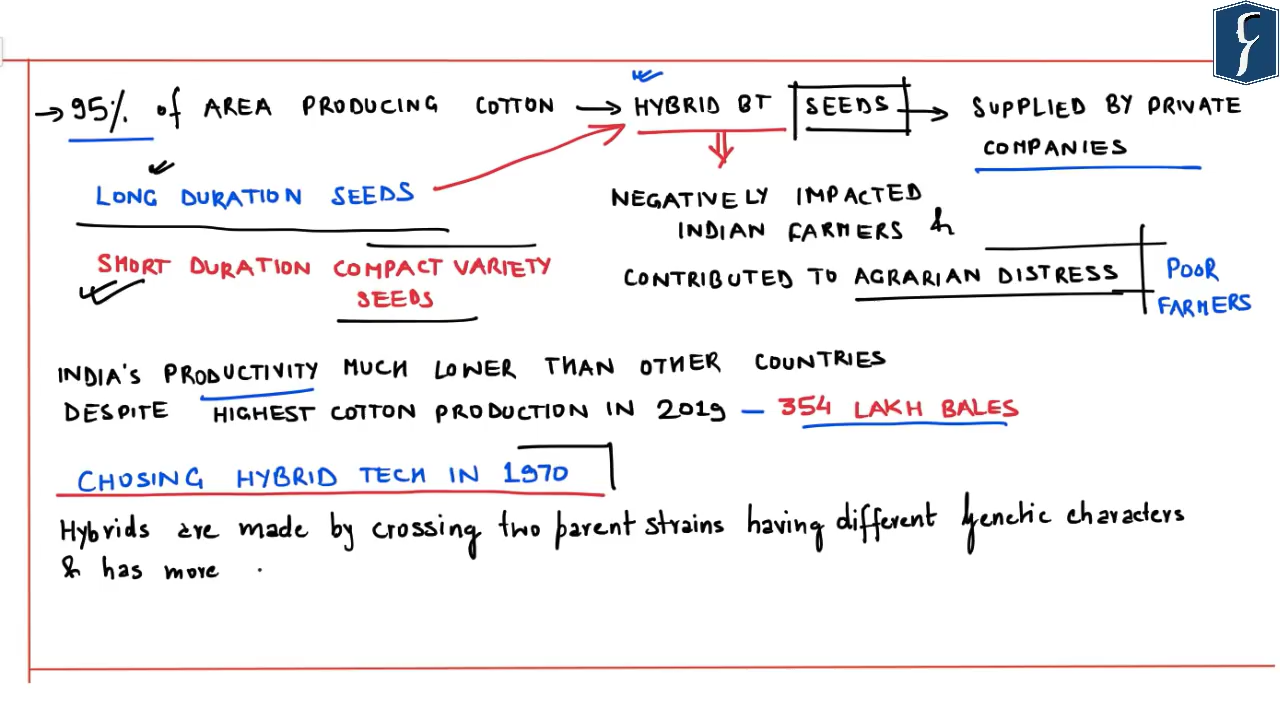 → 95% of AREA PRODUCING COTTON → HYBRID BT SEEDS → SUPPLIED BY PRIVATE
COMPANIES
LONG DURATION SEEDS
NEGATIVELY IMPACTED
INDIAN FARMERS &
SHORT DURATION COMPACT VARIETY
SEEDS
CONTRIBUTED TO AGRARIAN DISTRESS
POOR
FARMERS
INDIA'S PRODUCTIVITY MUCH LOWER THAN OTHER COUNTRIES
DESPITE HIGHEST COTTON PRODUCTION IN 2019 – 354 LAKH BALES
CHOSING HYBRID TECH IN 1970
Hybrids are made by crossing two parent strains having different genetic characters
& has more